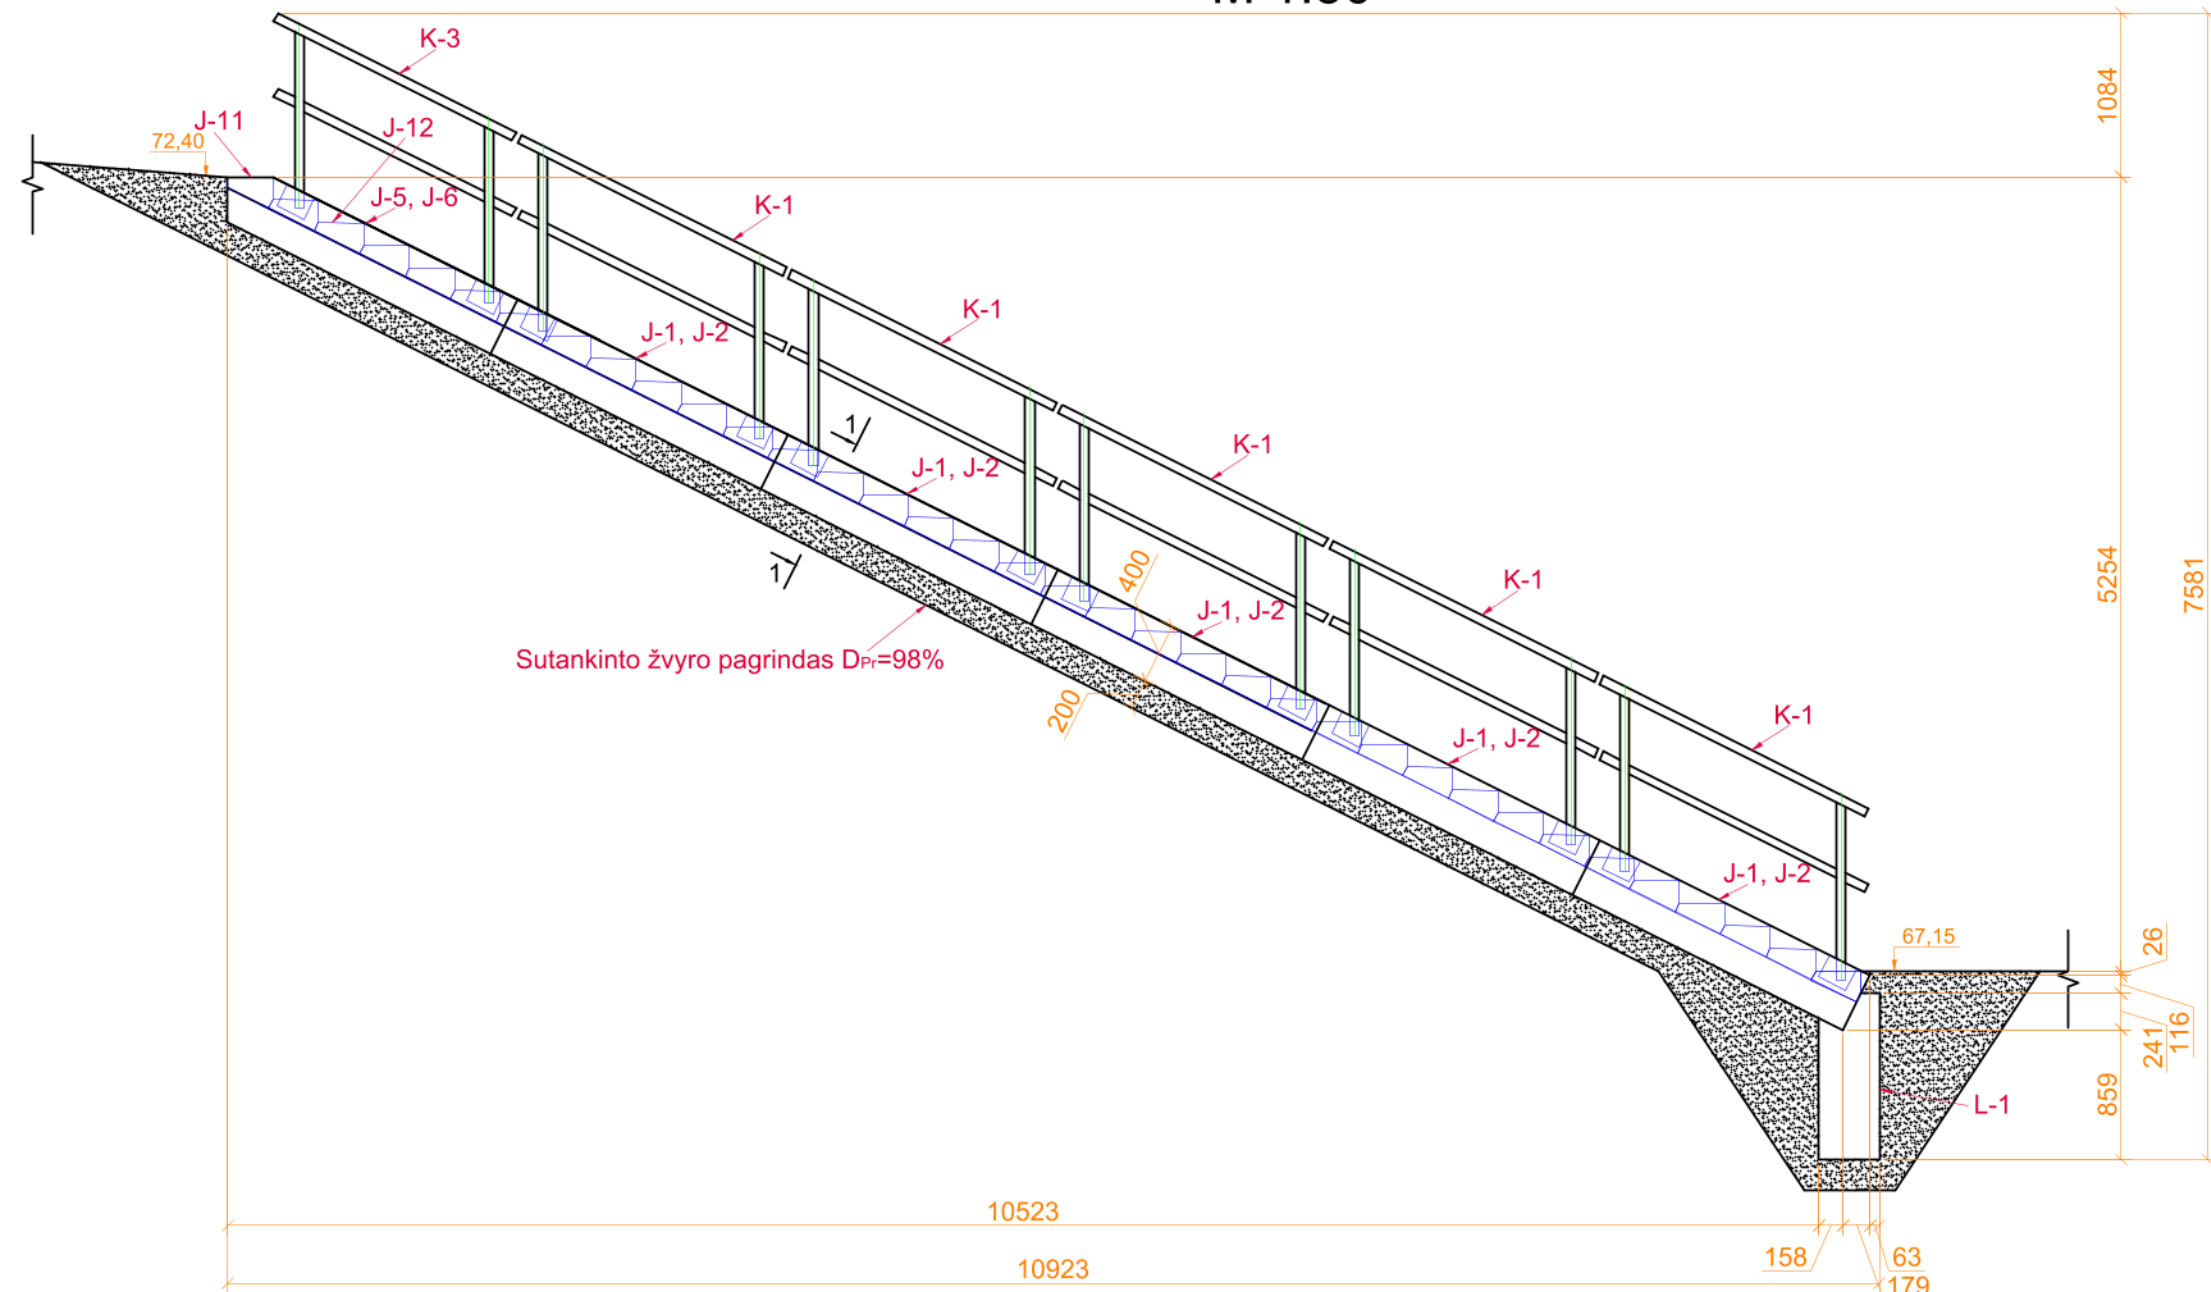 K-3
1084
J-11
J-12
72,40
J-5, J-6
K-1
K-1
J-1, J-2
1
K-1
J-1, J-2
400
5254
7581
1
K-1
J-1, J-2
Sutankinto žvyro pagrindas DPr=98%
200
K-1
J-1, J-2
J-1, J-2
67,15
26
116
241
859
L-1
10523
158
63
10923
179